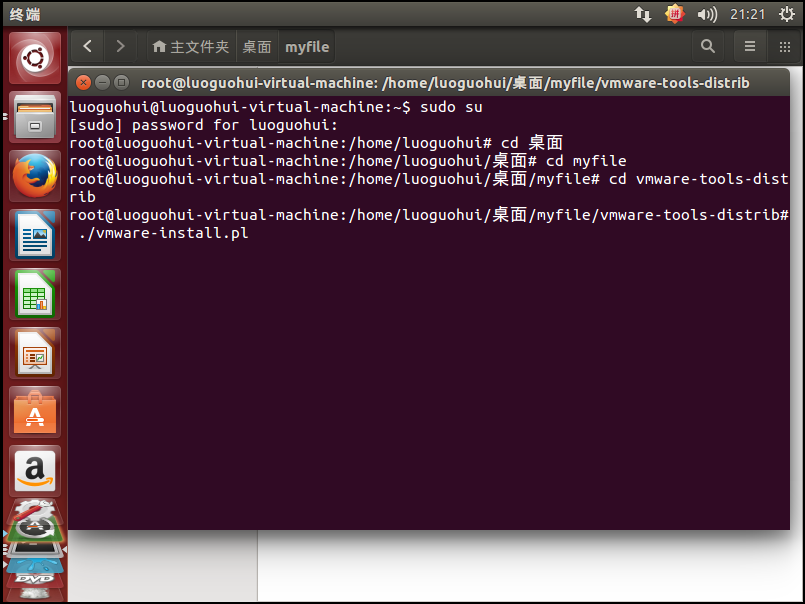 终端
拼
21:21
主文件夹 桌面 myfile
root@luoguohui-virtual-machine: /home/luoguohui/桌面/myfile/vmware-tools-distrib
luoguohui@luoguohui-virtual-machine:~$ sudo su
[sudo] password for luoguohui:
root@luoguohui-virtual-machine:/home/luoguohui# cd 桌面
root@luoguohui-virtual-machine:/home/luoguohui/桌面# cd myfile
root@luoguohui-virtual-machine:/home/luoguohui/桌面/myfile# cd vmware-tools-dist
rib
root@luoguohui-virtual-machine:/home/luoguohui/桌面/myfile/vmware-tools-distrib#
./vmware-install.pl
a
DVD